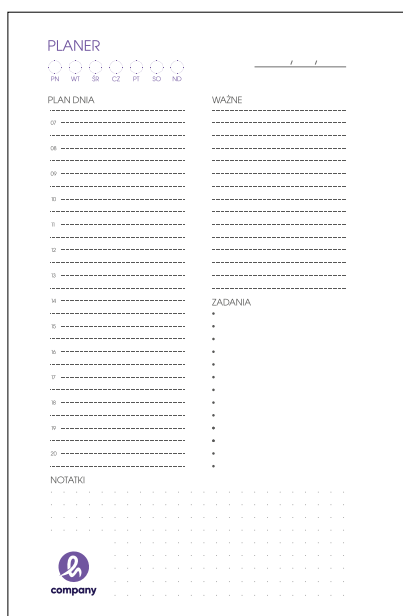 PLANER
/ /
PN WT ŚR CZ PT SO ND
PLAN DNIA
07
08
09
10
11
12
13
14
15
16
17
18
19
20
WAŻNE
ZADANIA
NOTATKI
company